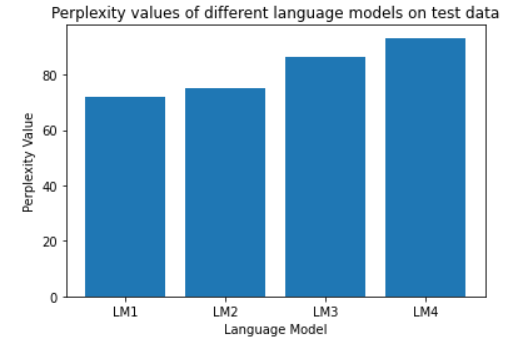 Perplexity values of different language models on test data
Perplexity Value
80
60
40
20
0
LM1 LM2 LM3 LM4
Language Model